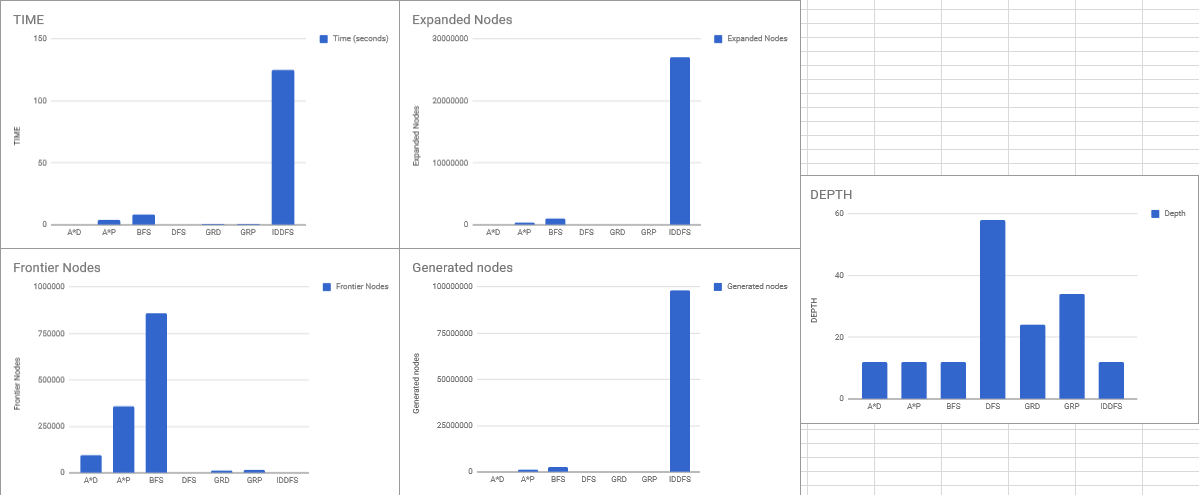 TIME
150
Time (seconds)
100
50
0
TIME
A*D A*P BFS DFS GRD GRP IDDFS
Expanded Nodes
30000000
Expanded Nodes
20000000
10000000
0
Expanded Nodes
A*D A*P BFS DFS GRD GRP IDDFS
Frontier Nodes
1000000
Frontier Nodes
750000
500000
250000
0
Frontier Nodes
A*D A*P BFS DFS GRD GRP IDDFS
Generated nodes
100000000
Generated nodes
75000000
50000000
25000000
0
Generated nodes
A*D A*P BFS DFS GRD GRP IDDFS
DEPTH
60
Depth
40
20
0
DEPTH
A*D A*P BFS DFS GRD GRP IDDFS